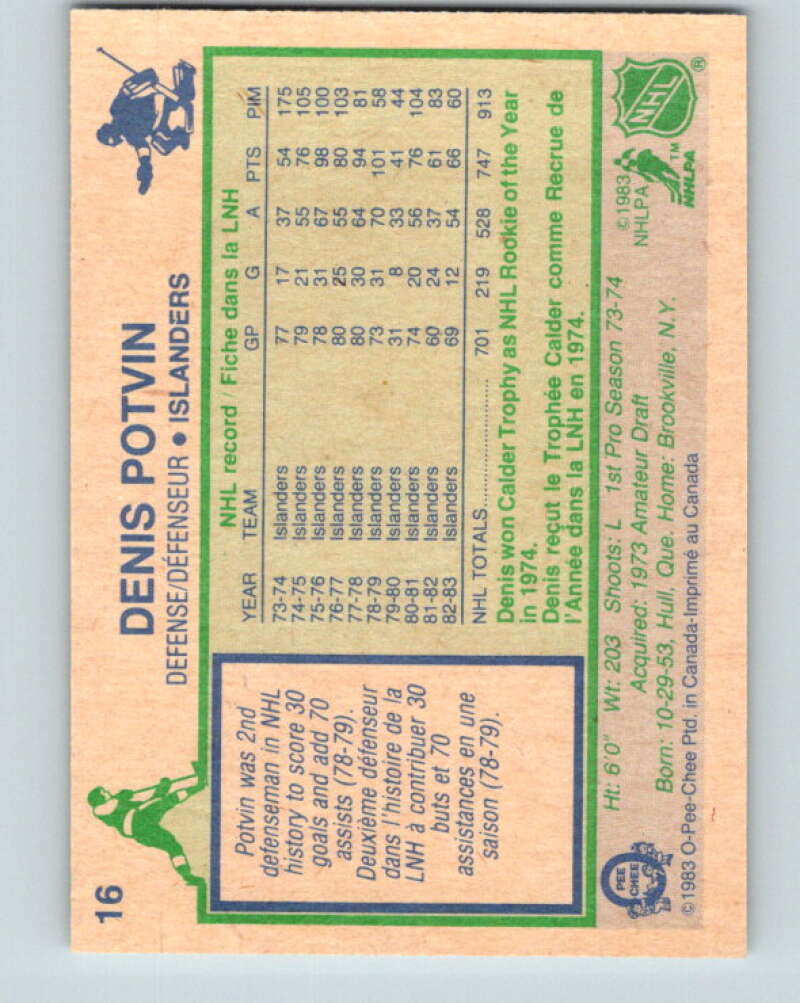 16
DENIS POTVIN
DEFENSE/DÉFENSEUR • ISLANDERS
Potvin was 2nd
defenseman in NHL
history to score 30
goals and add 70
assists (78-79).
Deuxième défenseur
dans l'histoire de la
LNH à contribuer 30
buts et 70
assistances en une
saison (78-79).
NHL record / Fiche dans la LNH
YEAR TEAM GP G A PTS PIM
73-74 Islanders 77 17 37 54 175
74-75 Islanders 79 21 55 76 105
75-76 Islanders 78 31 67 98 100
76-77 Islanders 80 25 55 80 103
77-78 Islanders 80 30 64 94 81
78-79 Islanders 73 31 70 101 58
79-80 Islanders 31 8 33 41 44
80-81 Islanders 74 20 56 76 104
81-82 Islanders 60 24 37 61 83
82-83 Islanders 69 12 54 66 60
NHL TOTALS.................... 701 219 528 747 913
Denis won Calder Trophy as NHL Rookie of the Year
in 1974.
Denis reçut le Trophée Calder comme Recrue de
l'Année dans la LNH en 1974.
Ht: 6'0" Wt: 203 Shoots: L 1st Pro Season 73-74
Acquired: 1973 Amateur Draft
Born: 10-29-53, Hull, Que. Home: Brookville, N.Y.
© 1983 O-Pee-Chee Ptd. in Canada-Imprimé au Canada
PEE
CHEE
© 1983
NHLPA
NHLPA
TM
NHL
®